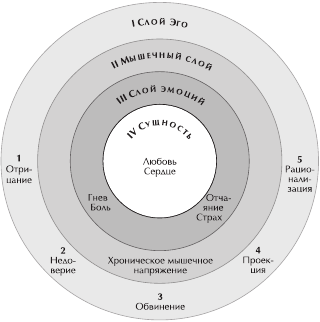 I Слой Эго
II Мышечный слой
III Слой эмоций
IV Сущность
Любовь
Сердце
Гнев
Боль
Отча-
яние
Страх
Хроническое мышечное
напряжение
1
Отри-
цание
2
Недо-
верие
3
Обвинение
4
Проек-
ция
5
Рацио-
нали-
зация